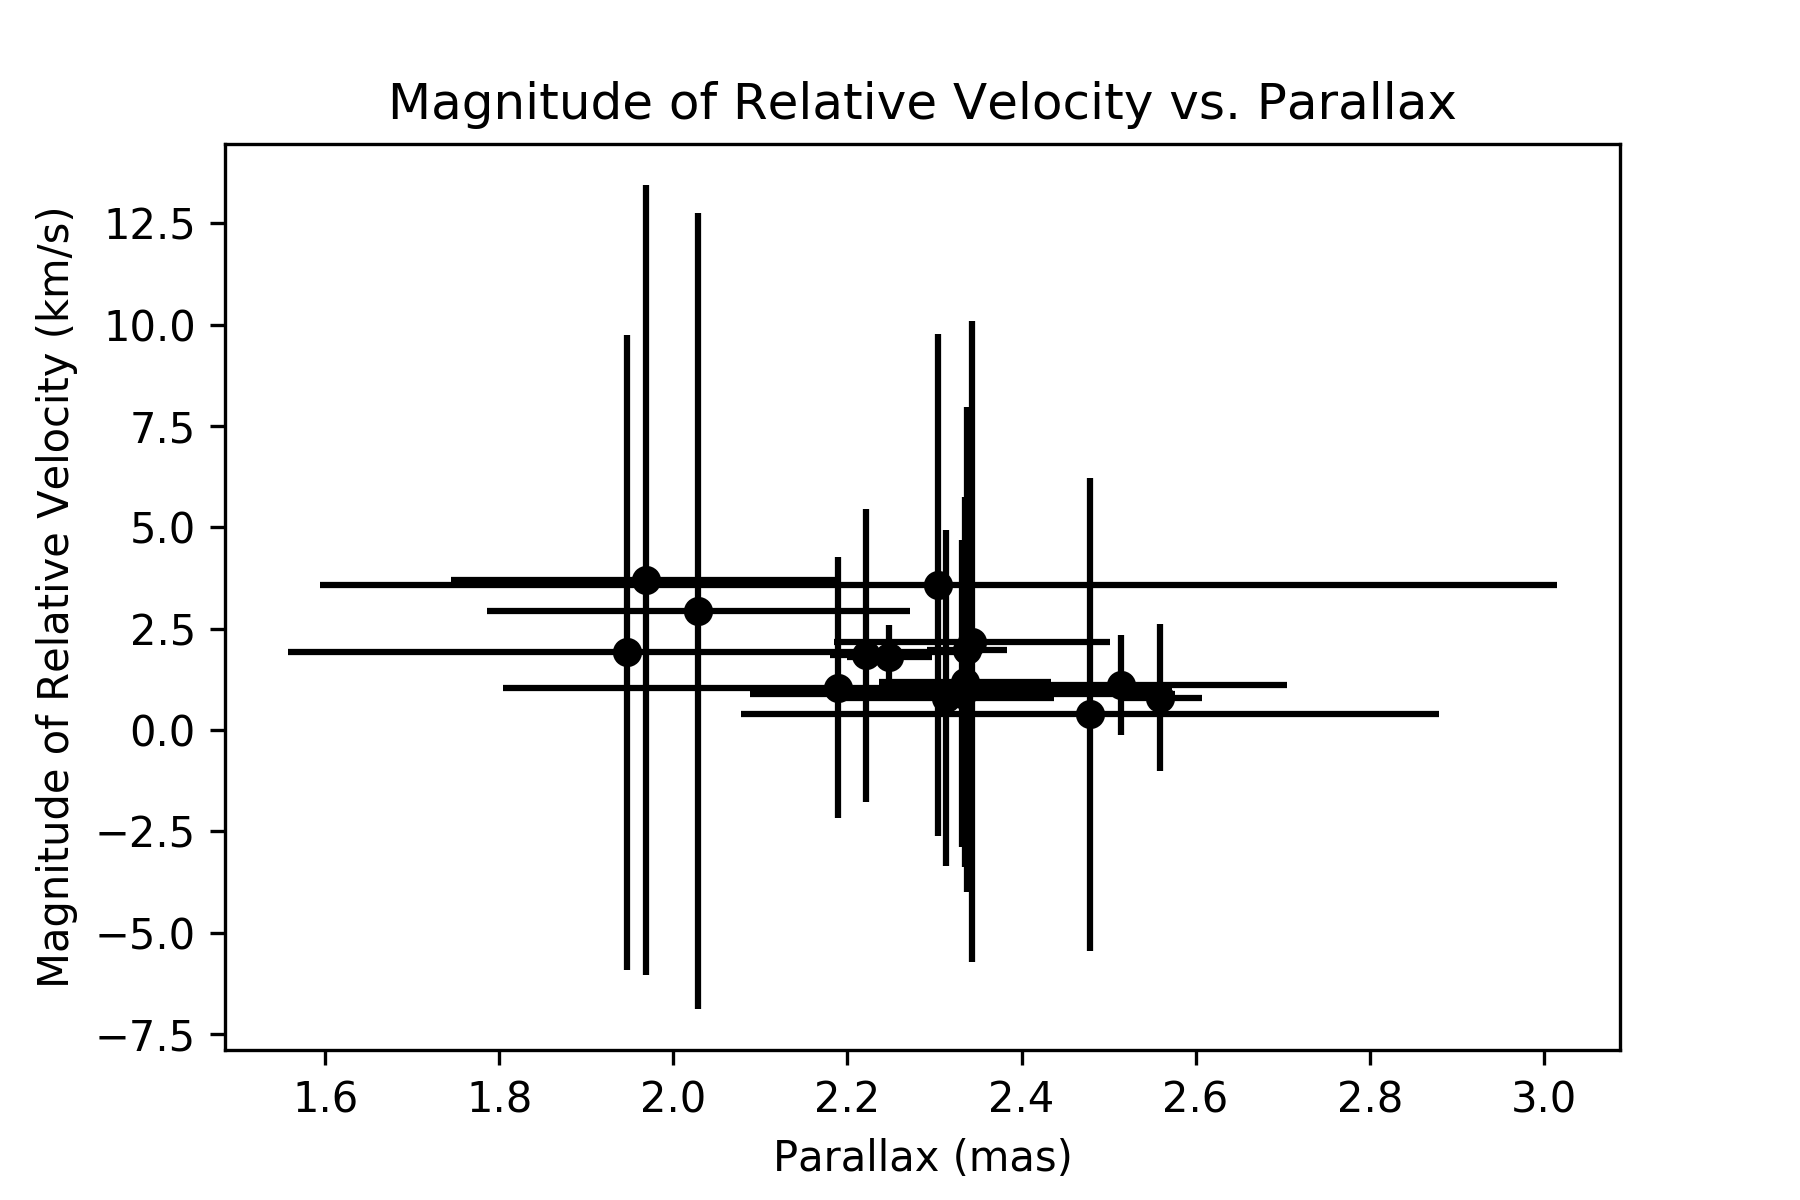 Magnitude of Relative Velocity vs. Parallax
Magnitude of Relative Velocity (km/s)
12.5
10.0
7.5
5.0
2.5
0.0
−2.5
−5.0
−7.5
1.6 1.8 2.0 2.2 2.4 2.6 2.8 3.0
Parallax (mas)